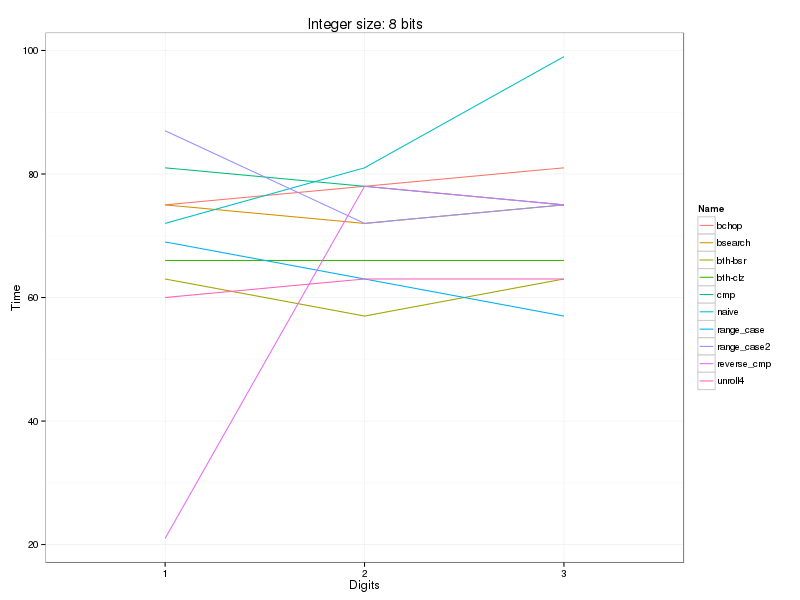 Integer size: 8 bits
100
80
60
40
20
Time
1
2
3
Digits
Name
bchop
bsearch
bth-bsr
bth-clz
cmp
naive
range_case
range_case2
reverse_cmp
unroll4